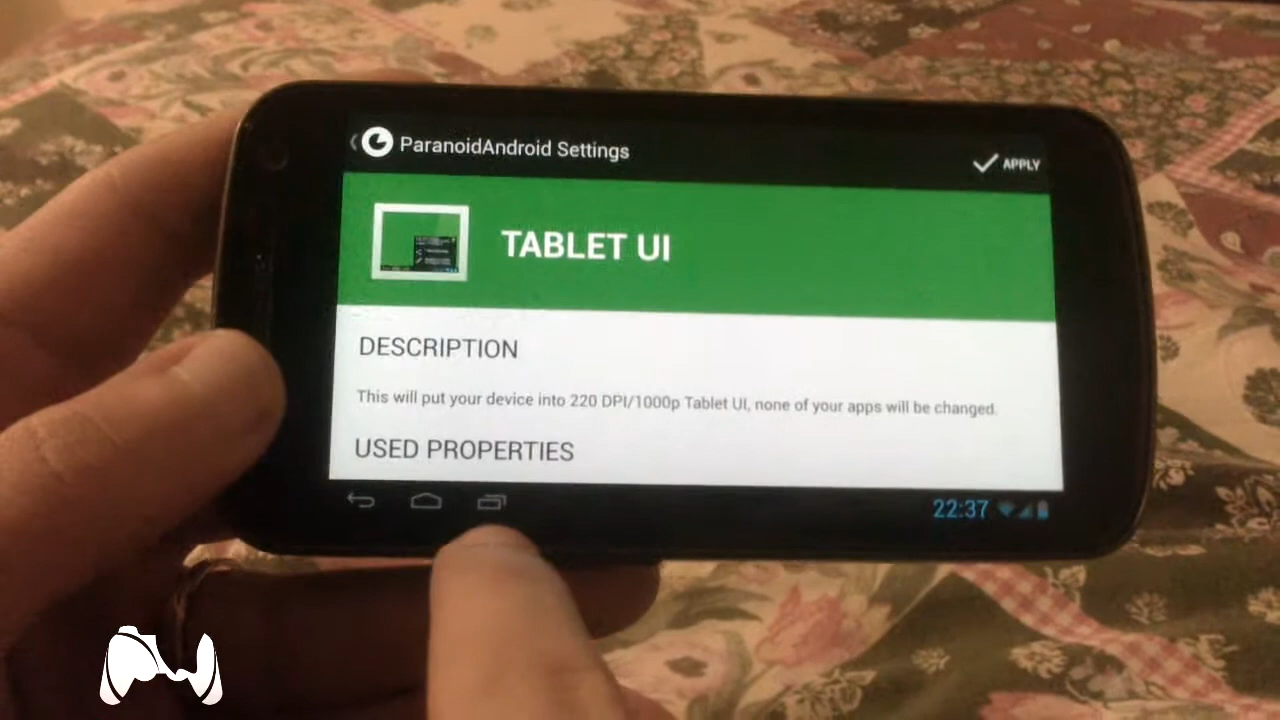 ParanoidAndroid Settings
APPLY
TABLET UI
DESCRIPTION
This will put your device into 220 DPI/1000p Tablet UI, none of your apps will be changed.
USED PROPERTIES
22:37